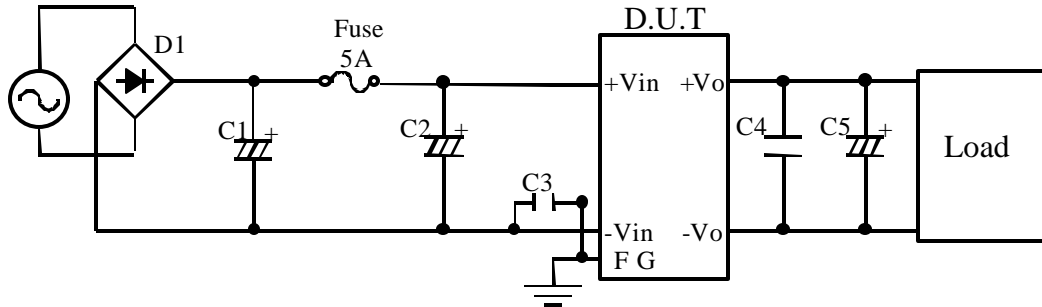 D.U.T
Fuse
5A
D1
+Vin
+Vo
C1
+
C2
+
C4
C5
+
Load
C3
-Vin
-Vo
F G